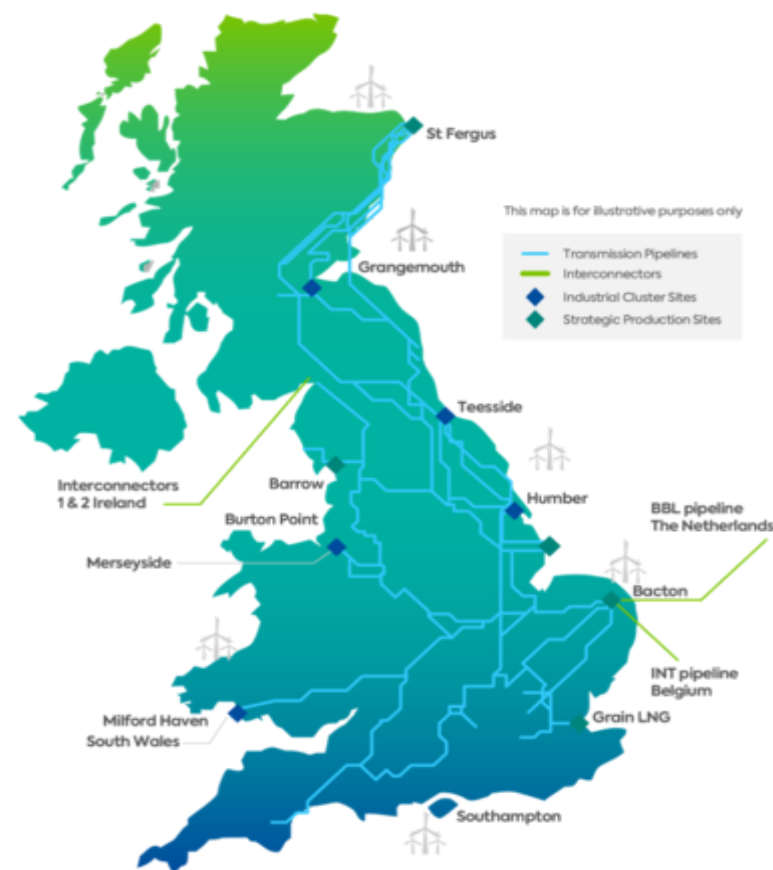 St Fergus
This map is for illustrative purposes only
Transmission Pipelines
Interconnectors
Industrial Cluster Sites
Strategic Production Sites
Grangemouth
Teesside
Interconnectors
1 & 2 Ireland
Barrow
Humber
Burton Point
BBL pipeline
The Netherlands
Merseyside
Bacton
INT pipeline
Belgium
Milford Haven
South Wales
Grain LNG
Southampton